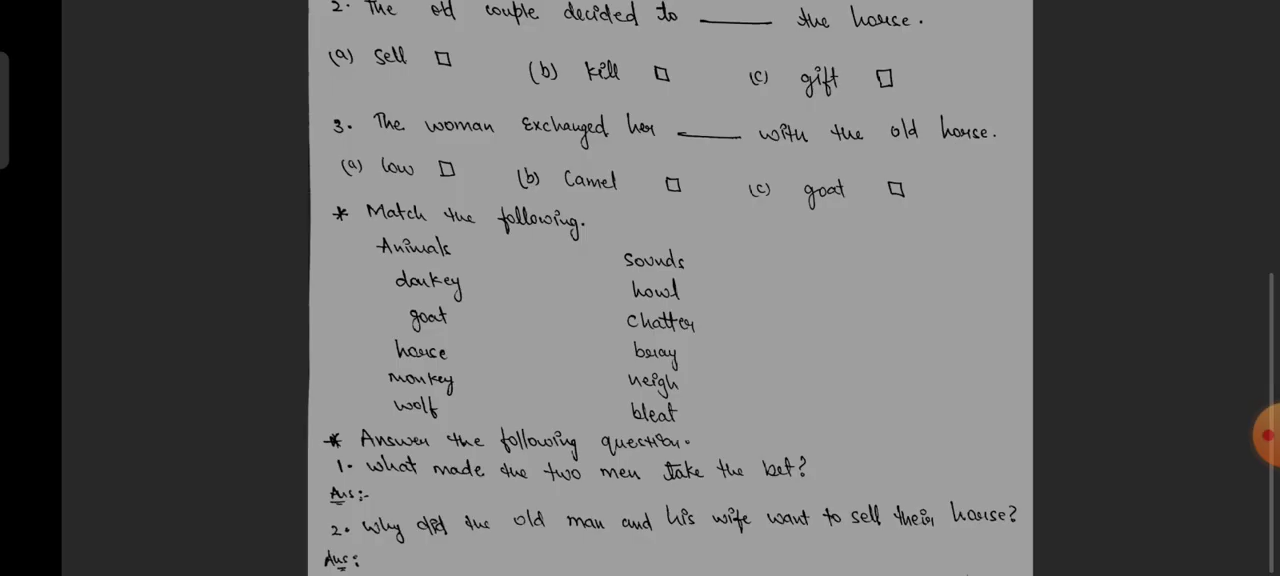 2. The old couple decided to ______ the horse.
(a) sell □ (b) kill □ (c) gift □
3. The woman exchanged her ______ with the old horse.
(a) Cow □ (b) Camel □ (c) goat □
* Match the following.
Animals Sounds
donkey howl
goat Chatter
horse bray
monkey neigh
wolf bleat
* Answer the following question.
1. What made the two men take the bet?
Ans:-
2. Why did the old man and his wife want to sell their horse?
Ans: